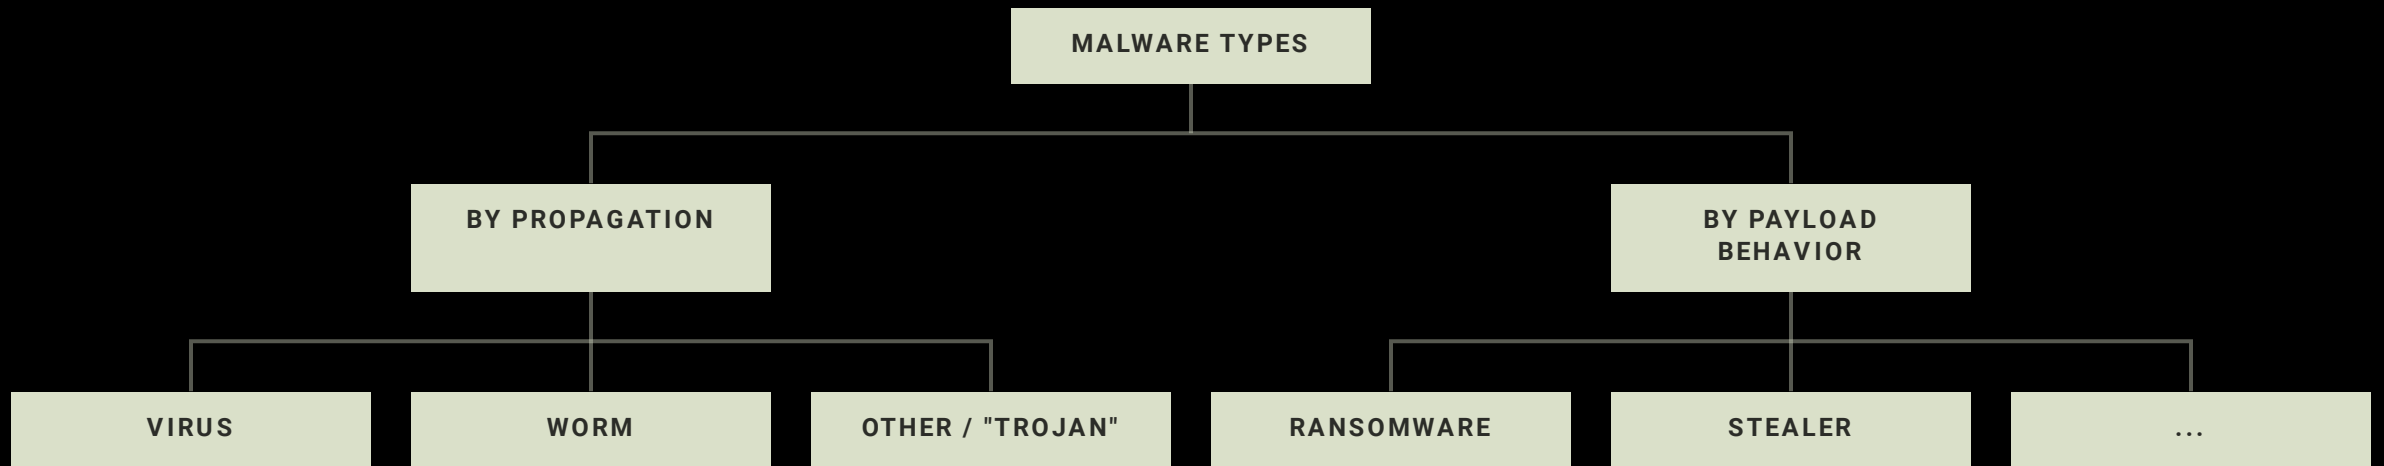 MALWARE TYPES
BY PROPAGATION
BY PAYLOAD
BEHAVIOR
VIRUS
WORM
OTHER / "TROJAN"
RANSOMWARE
STEALER
...